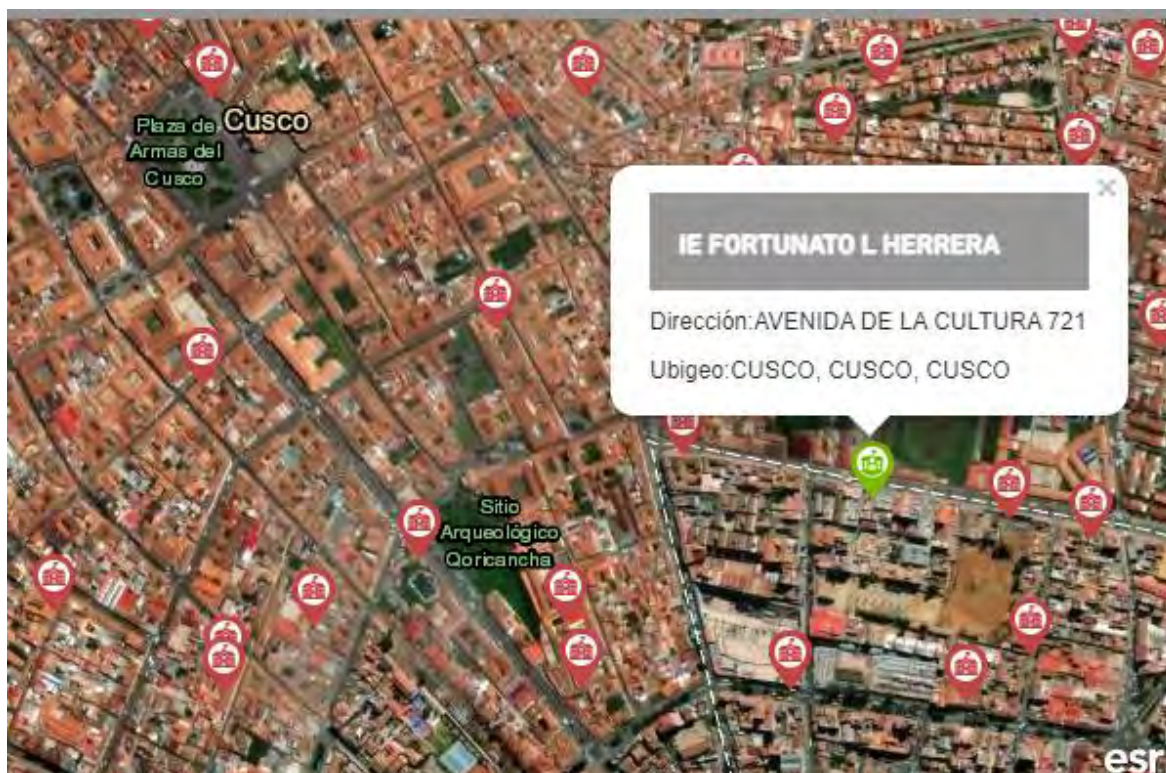 Plaza de
Armas del
Cusco
Cusco
IE FORTUNATO L HERRERA
Dirección:AVENIDA DE LA CULTURA 721
Ubigeo:CUSCO, CUSCO, CUSCO
Sitio
Arqueológico
Qoricancha
esr